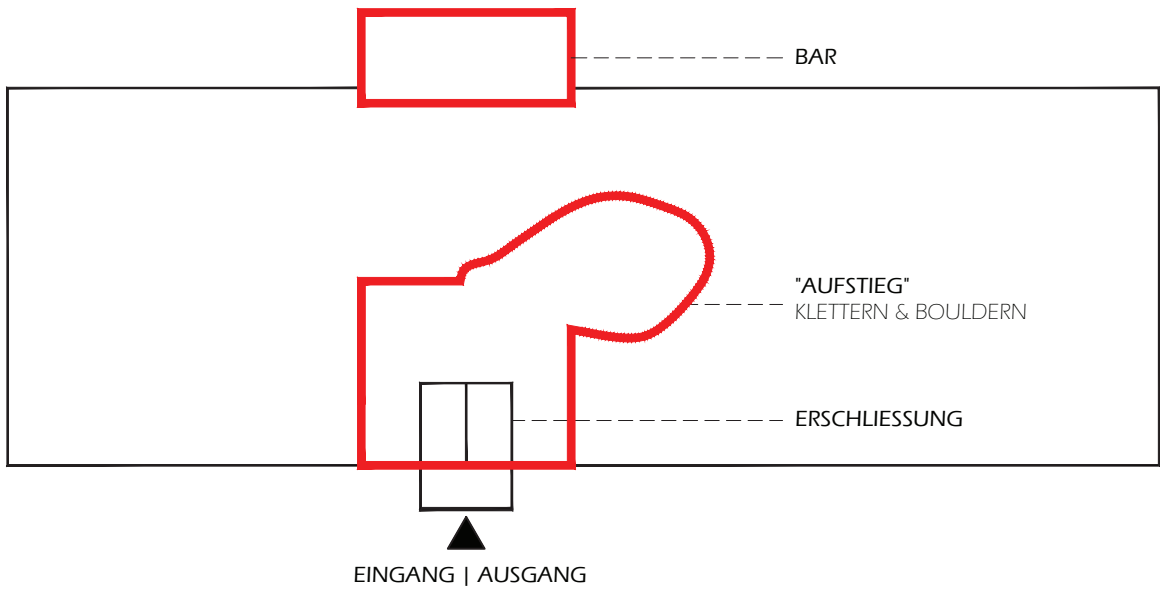 BAR
"AUFSTIEG"
KLETTERN & BOULDERN
ERSCHLIESSUNG
EINGANG | AUSGANG